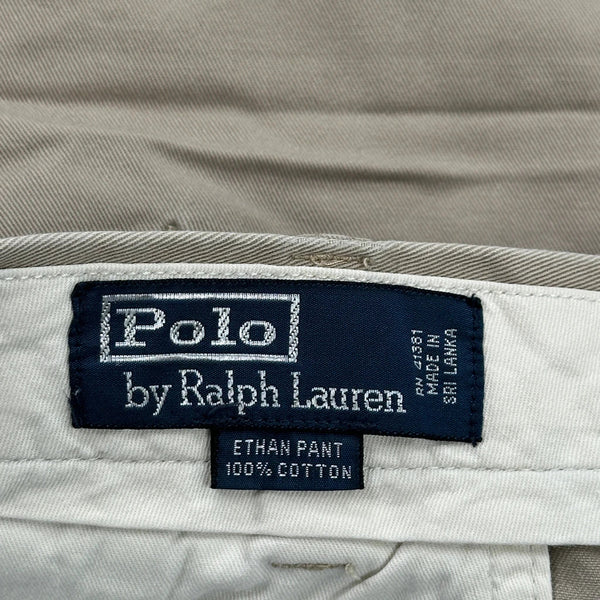 Polo
by Ralph Lauren
RN 41381
MADE IN
SRI LANKA
ETHAN PANT
100% COTTON